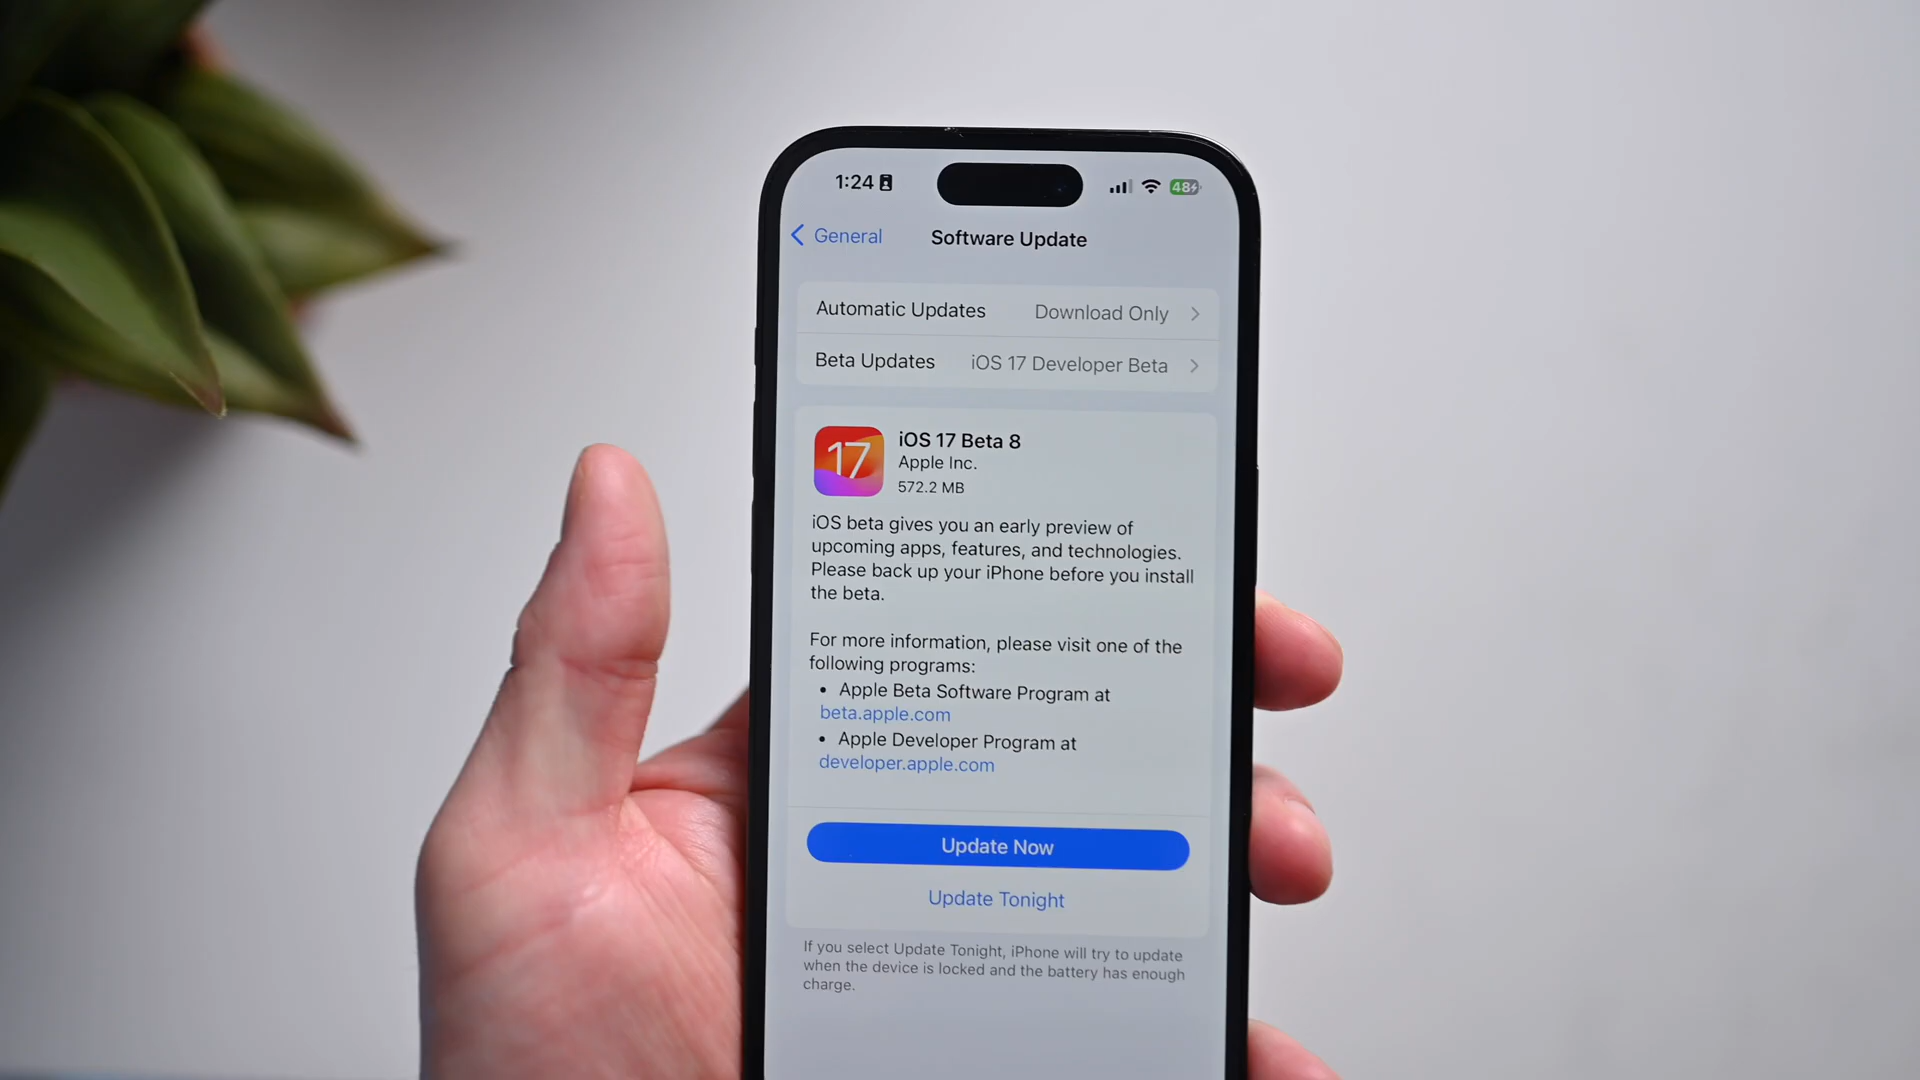 1:24
48
General
Software Update
Automatic Updates Download Only
Beta Updates iOS 17 Developer Beta
17
iOS 17 Beta 8
Apple Inc.
572.2 MB
iOS beta gives you an early preview of
upcoming apps, features, and technologies.
Please back up your iPhone before you install
the beta.
For more information, please visit one of the
following programs:
• Apple Beta Software Program at
beta.apple.com
• Apple Developer Program at
developer.apple.com
Update Now
Update Tonight
If you select Update Tonight, iPhone will try to update
when the device is locked and the battery has enough
charge.